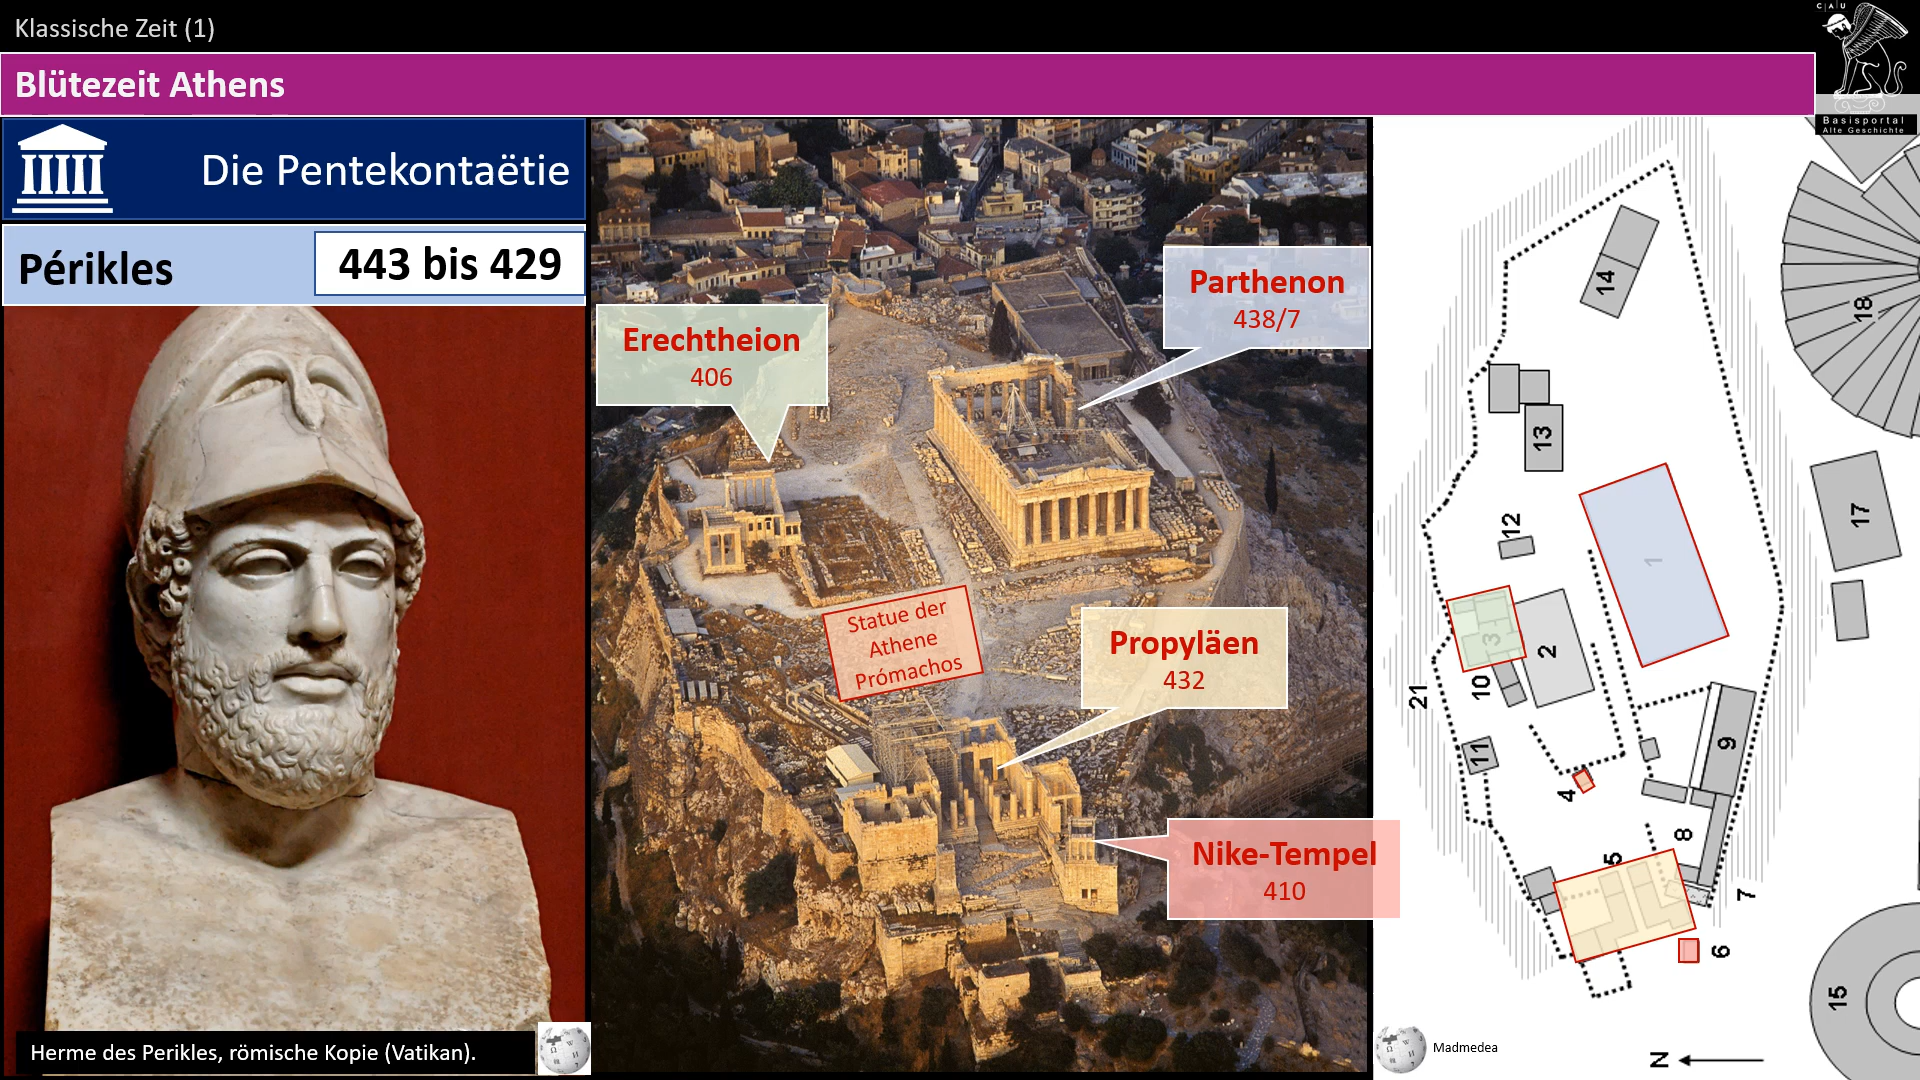 Klassische Zeit (1)
C|A|U
Blütezeit Athens
Basisportal
Alte Geschichte
Die Pentekontaëtie
Périkles
443 bis 429
Parthenon
438/7
Erechtheion
406
Statue der
Athene
Prómachos
Propyläen
432
Nike-Tempel
410
14
18
13
12
1
17
3
2
10
21
11
9
4
8
5
7
6
15
Herme des Perikles, römische Kopie (Vatikan).
Madmedea
N